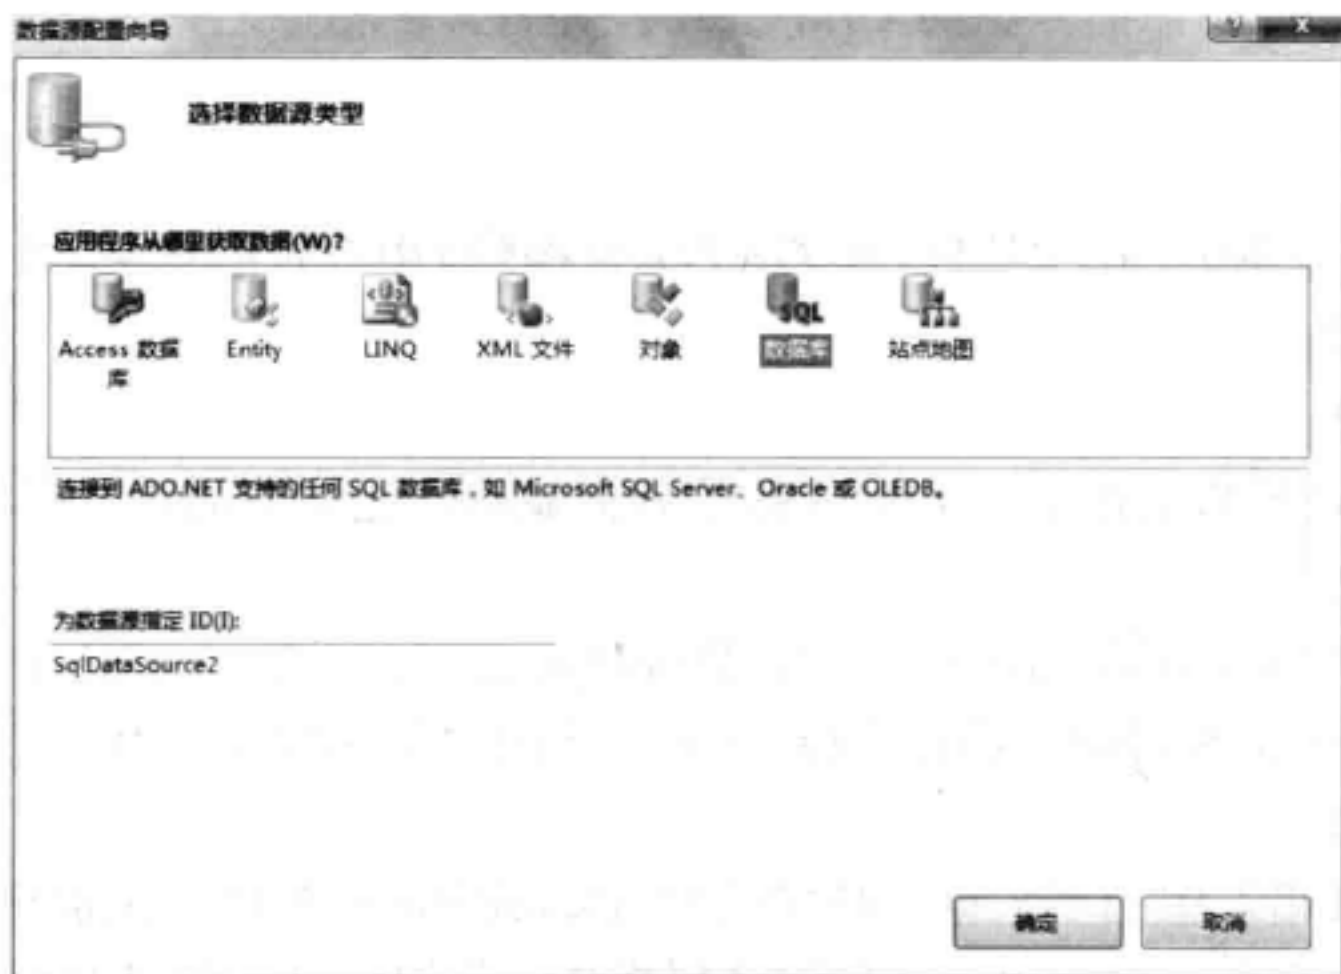 数据源配置向导
? X
选择数据源类型
应用程序从哪里获取数据(W)?
Access 数据库
Entity
LINQ
XML 文件
对象
SQL
数据库
站点地图
连接到 ADO.NET 支持的任何 SQL 数据库，如 Microsoft SQL Server、Oracle 或 OLEDB。
为数据源指定 ID(I):
SqlDataSource2
确定
取消